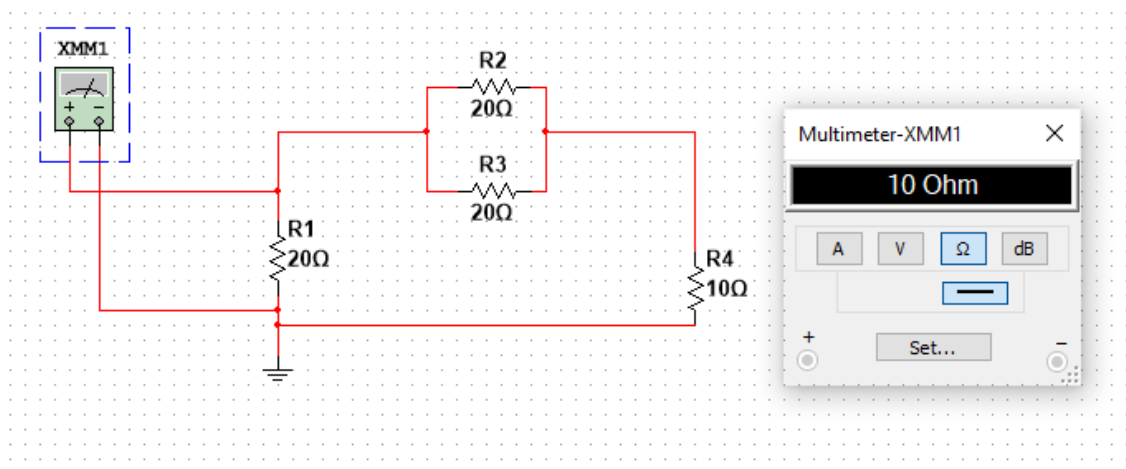 XMM1
+ −
R2
20Ω
R3
20Ω
R1
20Ω
R4
10Ω
Multimeter-XMM1
10 Ohm
A V Ω dB
+ −
Set...